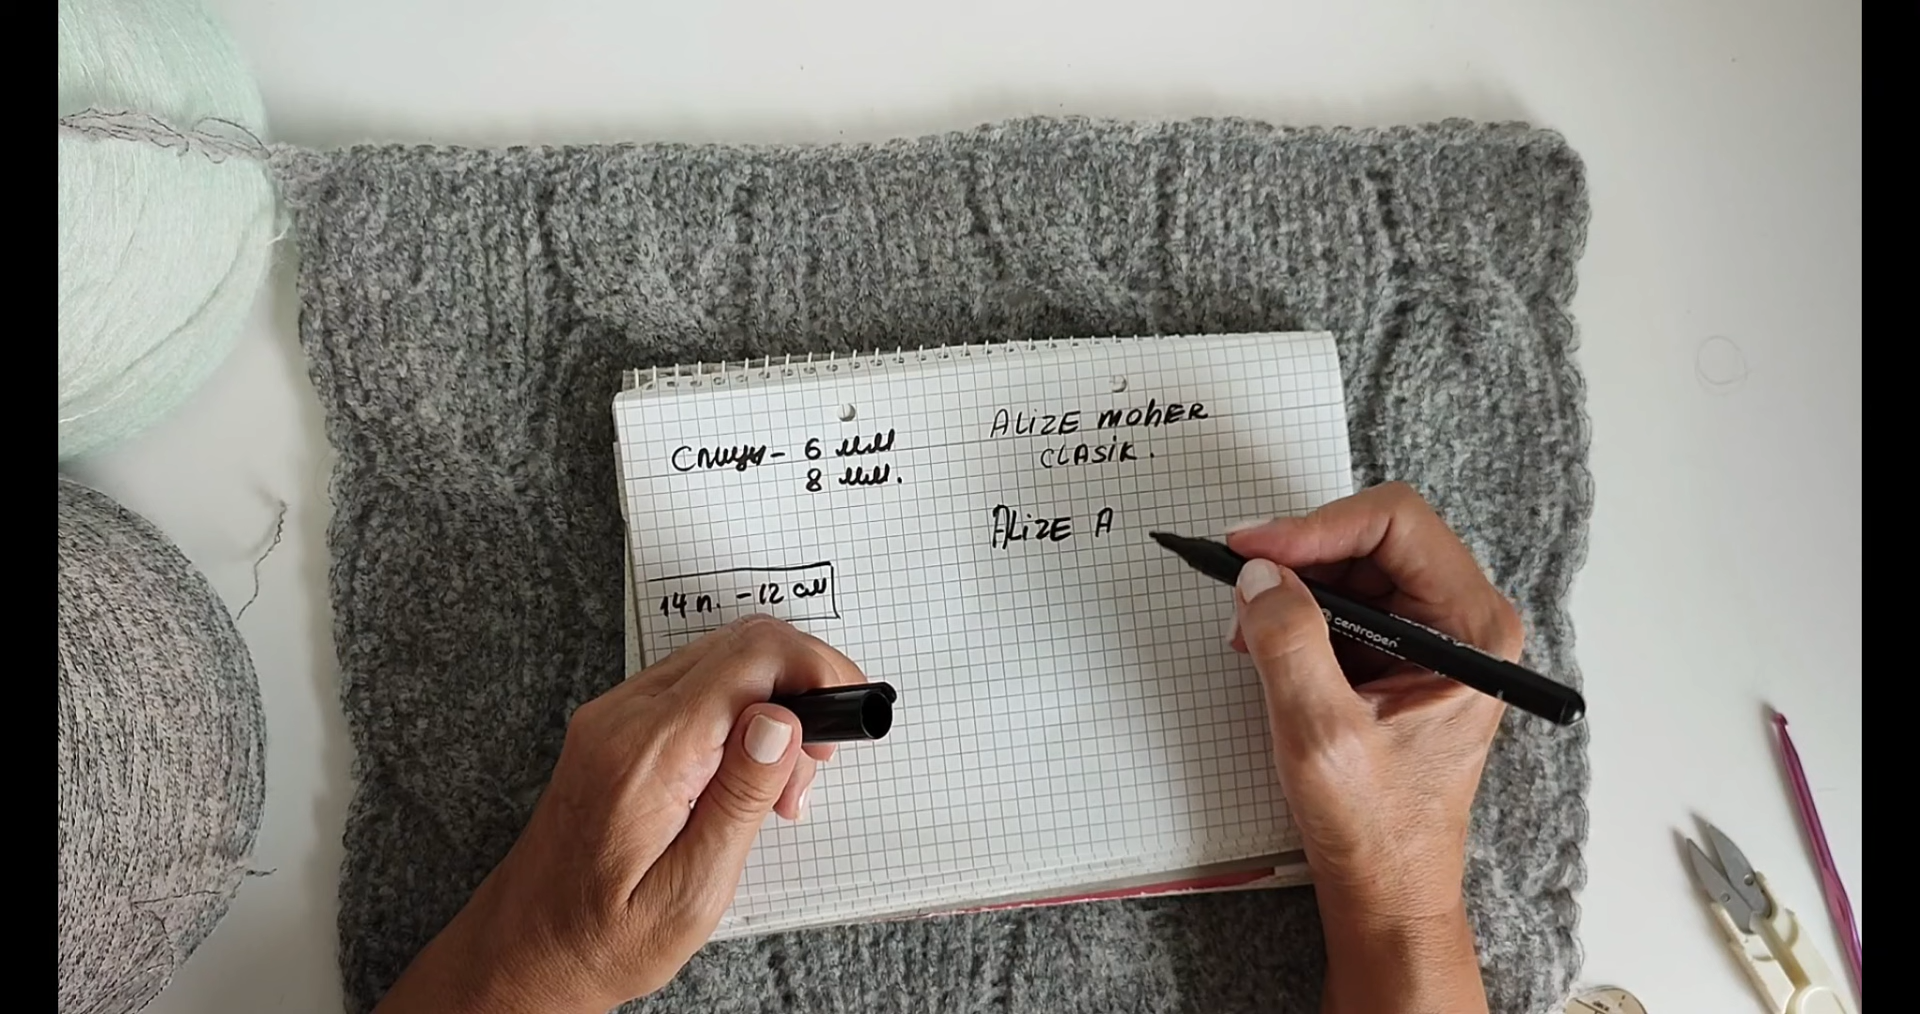 Спицы - 6 мм
8 мм.
14 п. - 12 см
ALIZE MOHER
CLASIK.
ALIZE A
centropen